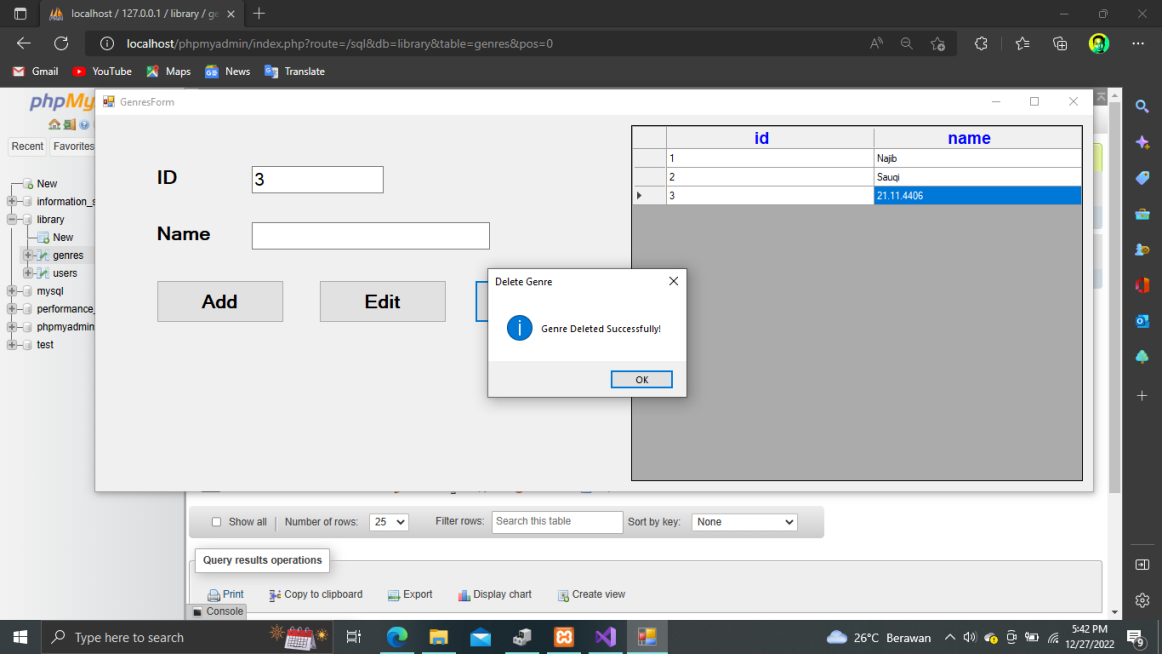 localhost / 127.0.0.1 / library / ge
localhost/phpmyadmin/index.php?route=/sql&db=library&table=genres&pos=0
Gmail YouTube Maps News Translate
phpMy
Recent Favorites
New
information_s
library
New
genres
users
mysql
performance_
phpmyadmin
test
GenresForm
ID 3
Name
Add Edit
id name
1 Najib
2 Sauqi
3 21.11.4406
Delete Genre
Genre Deleted Successfully!
OK
Show all Number of rows: 25 Filter rows: Search this table Sort by key: None
Query results operations
Print Copy to clipboard Export Display chart Create view
Console
Type here to search
26°C Berawan
5:42 PM
12/27/2022
9